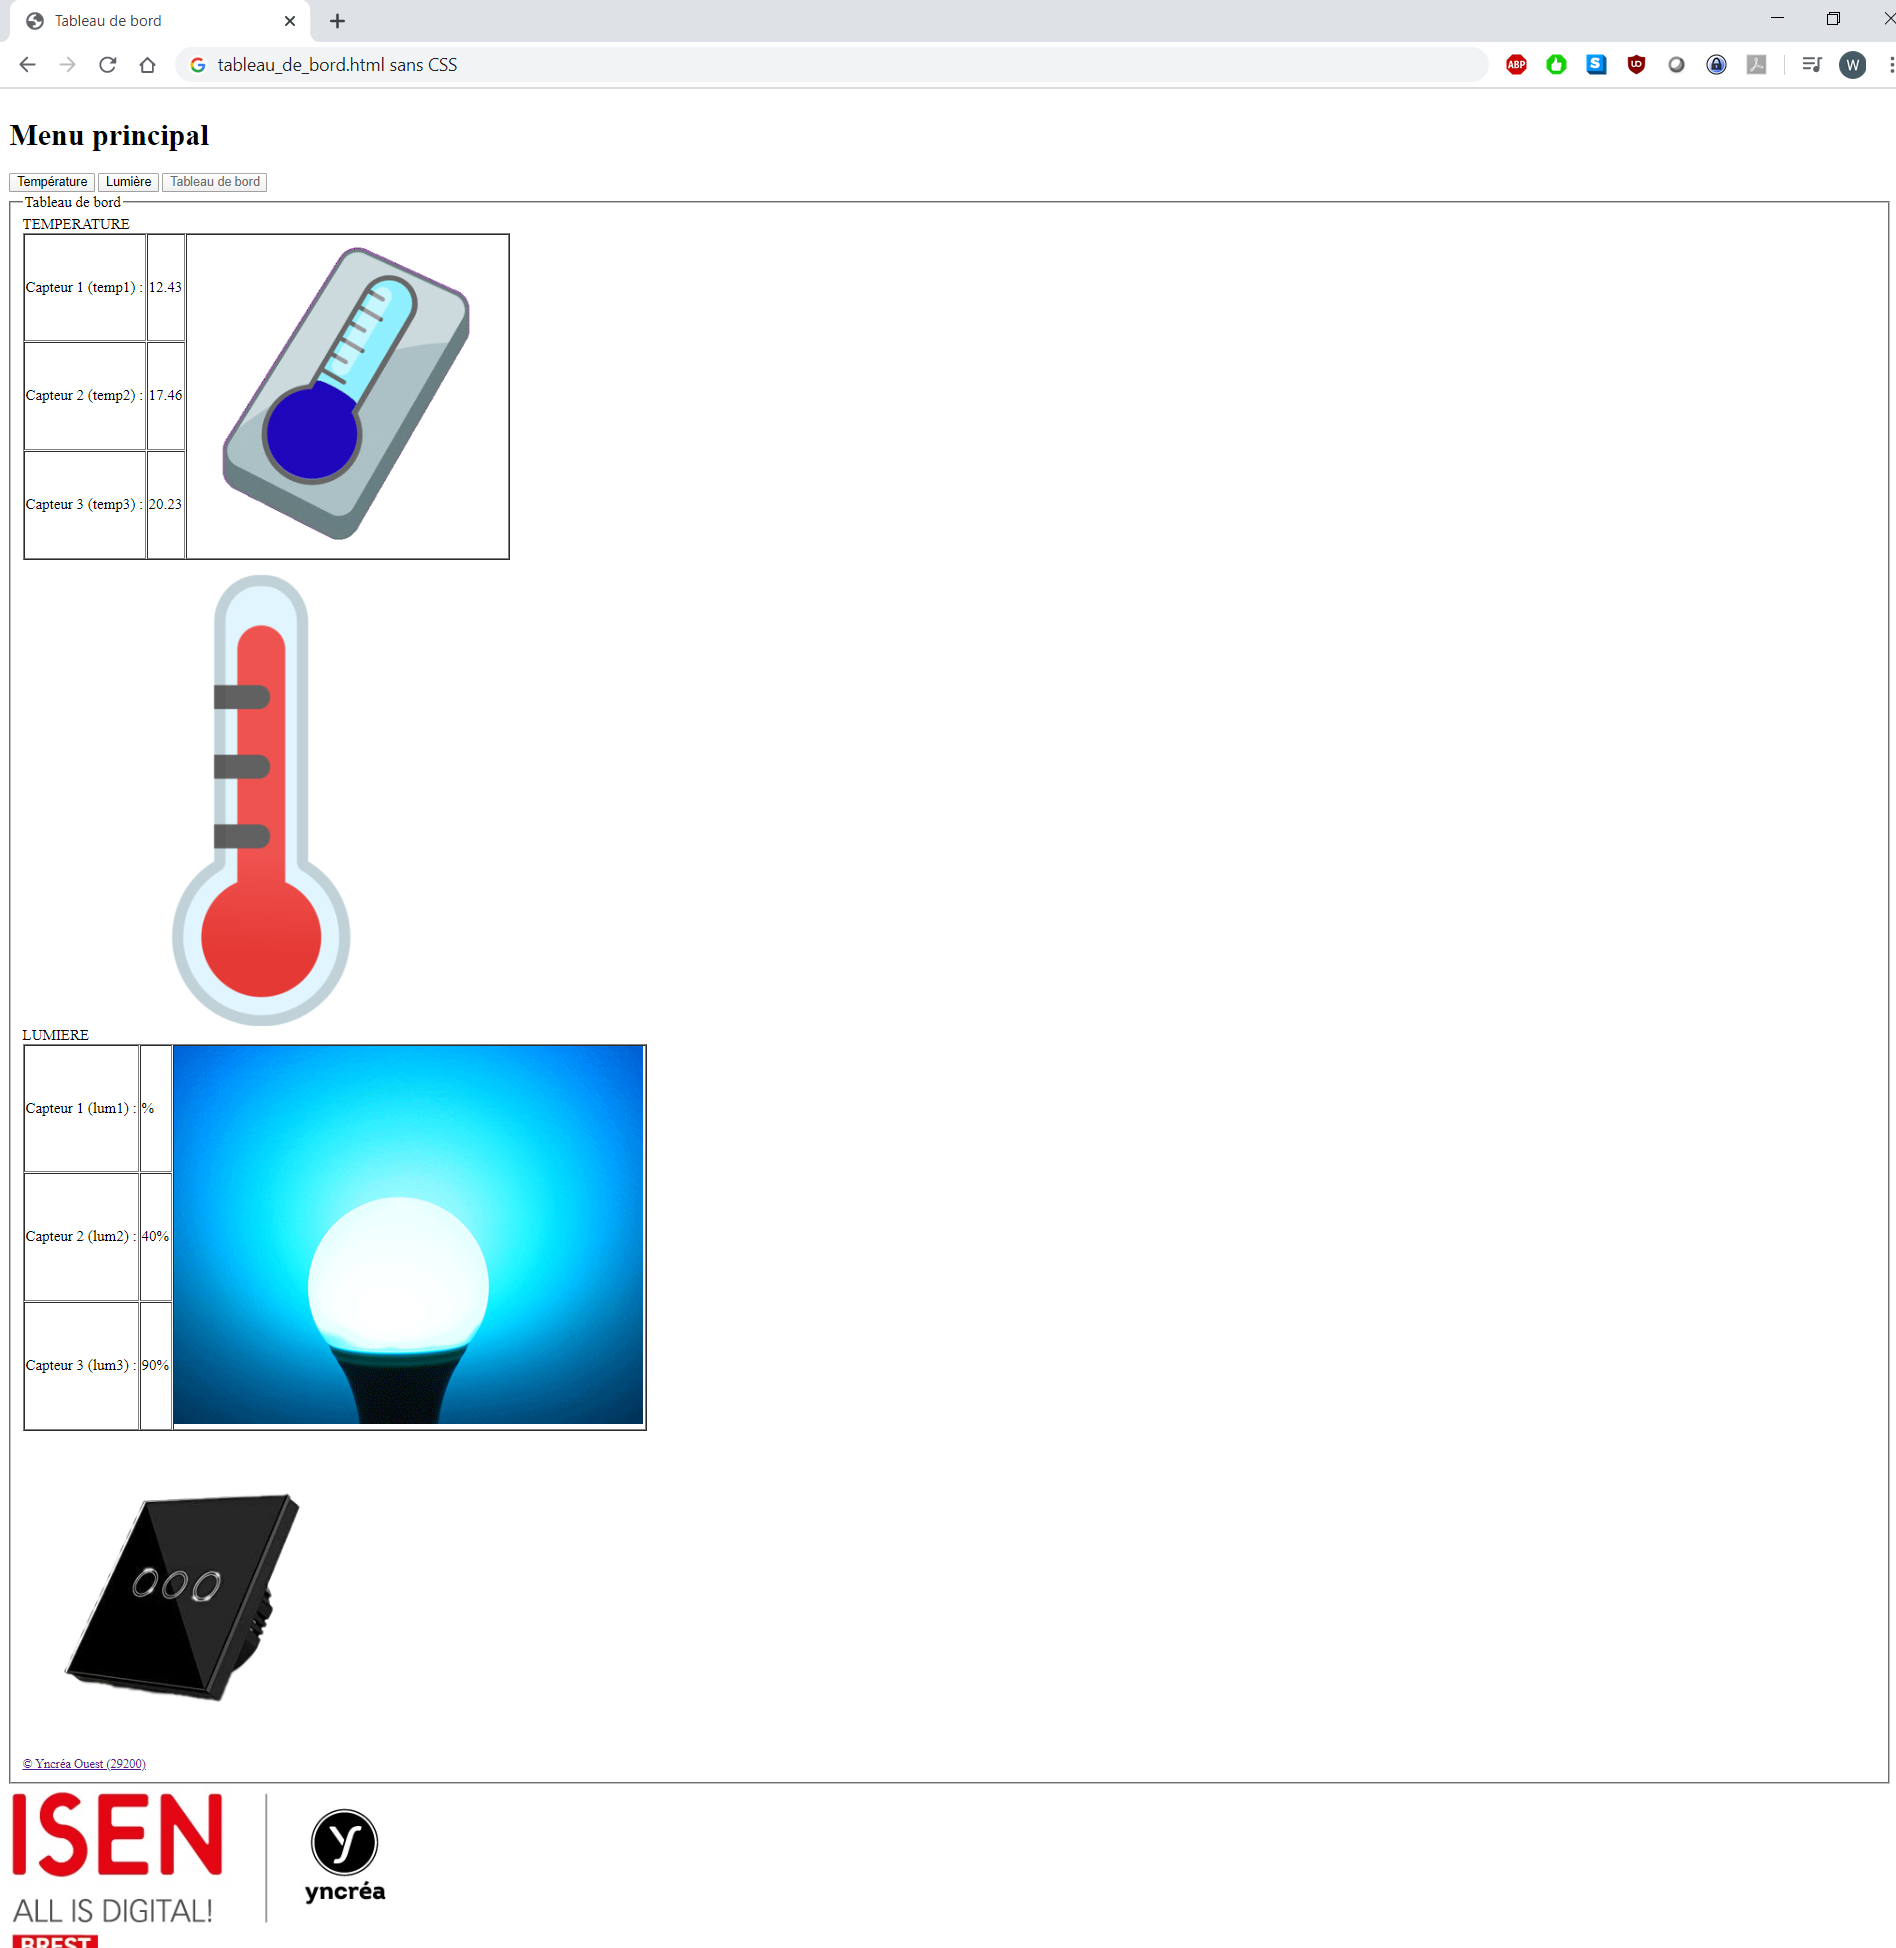 Tableau de bord
tableau_de_bord.html sans CSS
ABP
S
W
Menu principal
Température Lumière Tableau de bord
Tableau de bord
TEMPERATURE
Capteur 1 (temp1) : 12.43
Capteur 2 (temp2) : 17.46
Capteur 3 (temp3) : 20.23
LUMIERE
Capteur 1 (lum1) : %
Capteur 2 (lum2) : 40%
Capteur 3 (lum3) : 90%
© Yncréa Ouest (29200)
ISEN
ALL IS DIGITAL!
BREST
y
yncréa